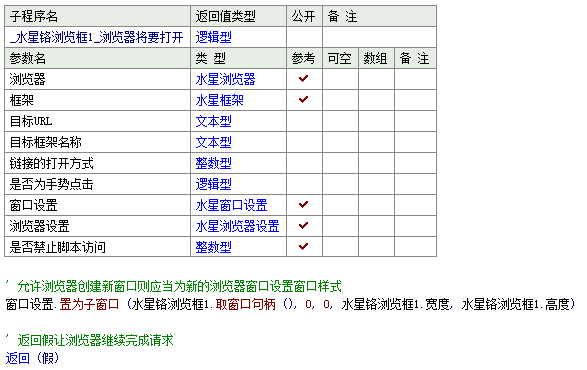 子程序名 返回值类型 公开 备 注
_水星铬浏览框1_浏览器将要打开 逻辑型
参数名 类 型 参考 可空 数组 备 注
浏览器 水星浏览器 ✓
框架 水星框架 ✓
目标URL 文本型
目标框架名称 文本型
链接的打开方式 整数型
是否为手势点击 逻辑型
窗口设置 水星窗口设置 ✓
浏览器设置 水星浏览器设置 ✓
是否禁止脚本访问 整数型 ✓
' 允许浏览器创建新窗口则应当为新的浏览器窗口设置窗口样式
窗口设置.置为子窗口 (水星铬浏览框1.取窗口句柄 (), 0, 0, 水星铬浏览框1.宽度, 水星铬浏览框1.高度)
' 返回假让浏览器继续完成请求
返回 (假)